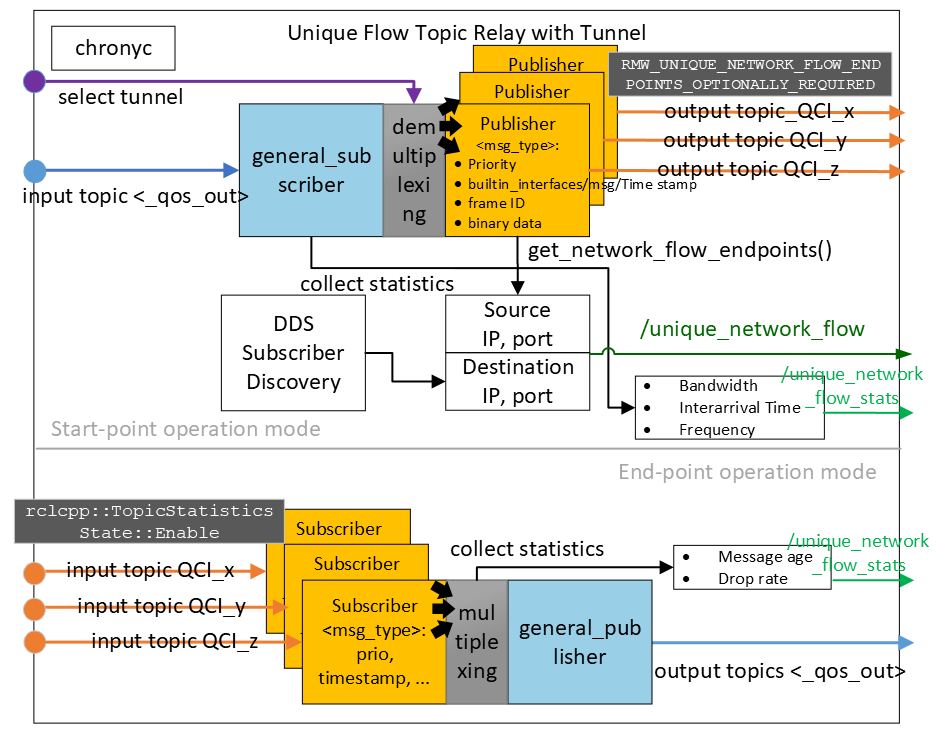 Unique Flow Topic Relay with Tunnel
chronyc
Publisher
RMW_UNIQUE_NETWORK_FLOW_END
POINTS_OPTIONALLY_REQUIRED
select tunnel
Publisher
output topic_QCI_x
general_sub
scriber
dem
ultip
lexi
ng
Publisher
<msg_type>:
• Priority
• builtin_interfaces/msg/Time stamp
• frame ID
• binary data
output topic QCI_y
output topic QCI_z
input topic <_qos_out>
get_network_flow_endpoints()
collect statistics
DDS
Subscriber
Discovery
Source
IP, port
Destination
IP, port
/unique_network_flow
/unique_network
_flow_stats
• Bandwidth
• Interarrival Time
• Frequency
Start-point operation mode
End-point operation mode
rclcpp::TopicStatistics
State::Enable
Subscriber
Subscriber
collect statistics
/unique_network
_flow_stats
• Message age
• Drop rate
input topic QCI_x
input topic QCI_y
input topic QCI_z
Subscriber
<msg_type>:
prio,
timestamp, ...
mul
tiple
xing
general_pub
lisher
output topics <_qos_out>